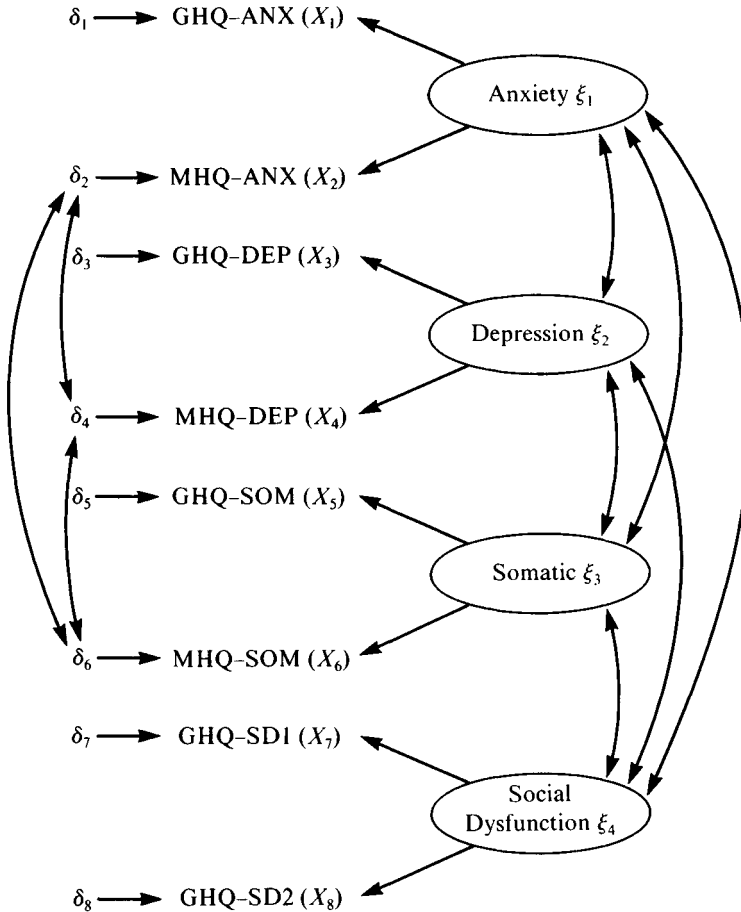 δ₁ GHQ–ANX (X₁)
Anxiety ξ₁
δ₂ MHQ–ANX (X₂)
δ₃ GHQ–DEP (X₃)
Depression ξ₂
δ₄ MHQ–DEP (X₄)
δ₅ GHQ–SOM (X₅)
Somatic ξ₃
δ₆ MHQ–SOM (X₆)
δ₇ GHQ–SD1 (X₇)
Social
Dysfunction ξ₄
δ₈ GHQ–SD2 (X₈)